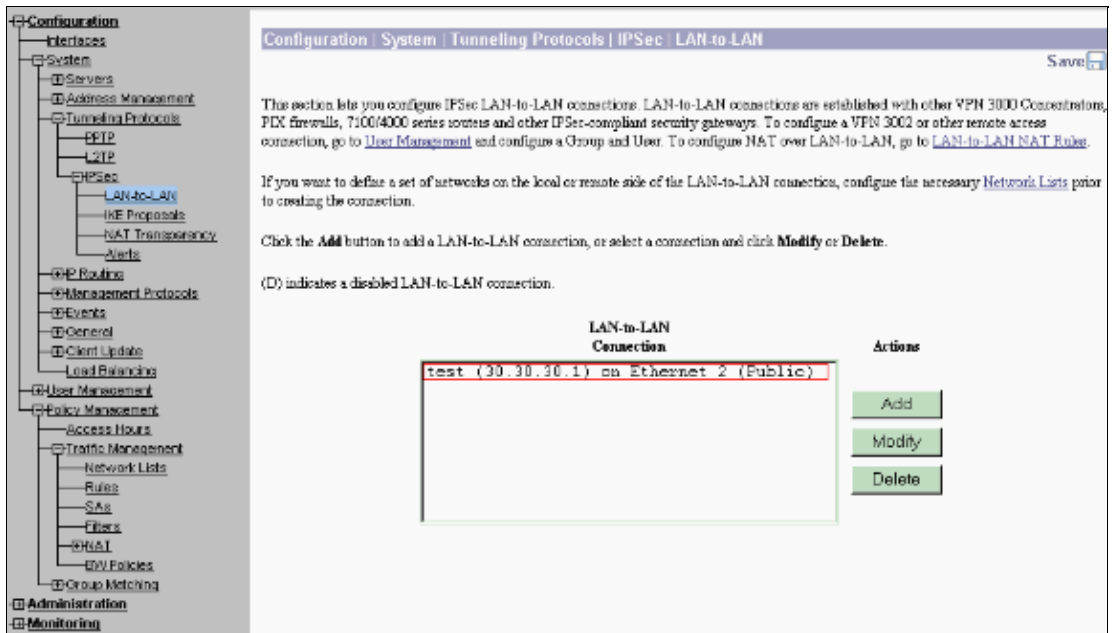 Configuration
Interfaces
System
Servers
Address Management
Tunneling Protocols
PPTP
L2TP
IPSec
LAN-to-LAN
IKE Proposals
NAT Transparency
Alerts
IP Routing
Management Protocols
Events
General
Client Update
Load Balancing
User Management
Policy Management
Access Hours
Traffic Management
Network Lists
Rules
SAs
Filters
NAT
BW Policies
Group Matching
Administration
Monitoring
Configuration | System | Tunneling Protocols | IPSec | LAN-to-LAN
Save
This section lets you configure IPSec LAN-to-LAN connections. LAN-to-LAN connections are established with other VPN 3000 Concentrators,
PIX firewalls, 7100/4000 series routers and other IPSec-compliant security gateways. To configure a VPN 3002 or other remote access
connection, go to User Management and configure a Group and User. To configure NAT over LAN-to-LAN, go to LAN-to-LAN NAT Rules.
If you want to define a set of networks on the local or remote side of the LAN-to-LAN connection, configure the necessary Network Lists prior
to creating the connection.
Click the Add button to add a LAN-to-LAN connection, or select a connection and click Modify or Delete.
(D) indicates a disabled LAN-to-LAN connection.
LAN-to-LAN
Connection
Actions
test (30.30.30.1) on Ethernet 2 (Public)
Add
Modify
Delete